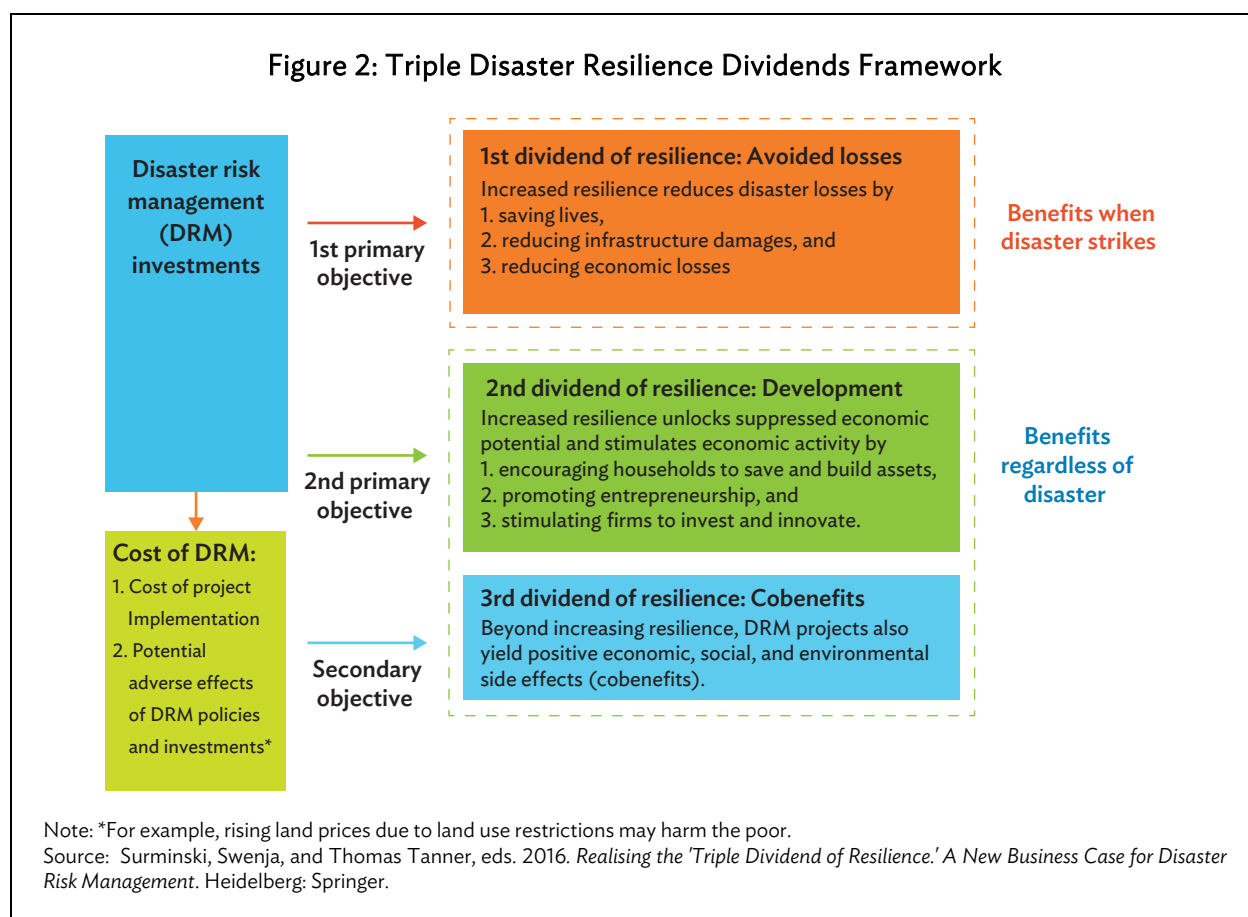 Figure 2: Triple Disaster Resilience Dividends Framework
Disaster risk
management
(DRM)
investments
1st primary
objective
1st dividend of resilience: Avoided losses
Increased resilience reduces disaster losses by
1. saving lives,
2. reducing infrastructure damages, and
3. reducing economic losses
Benefits when
disaster strikes
2nd primary
objective
2nd dividend of resilience: Development
Increased resilience unlocks suppressed economic
potential and stimulates economic activity by
1. encouraging households to save and build assets,
2. promoting entrepreneurship, and
3. stimulating firms to invest and innovate.
Benefits
regardless of
disaster
Cost of DRM:
1. Cost of project
Implementation
2. Potential
adverse effects
of DRM policies
and investments*
Secondary
objective
3rd dividend of resilience: Cobenefits
Beyond increasing resilience, DRM projects also
yield positive economic, social, and environmental
side effects (cobenefits).
Note: *For example, rising land prices due to land use restrictions may harm the poor.
Source: Surminski, Swenja, and Thomas Tanner, eds. 2016. Realising the 'Triple Dividend of Resilience.' A New Business Case for Disaster
Risk Management. Heidelberg: Springer.